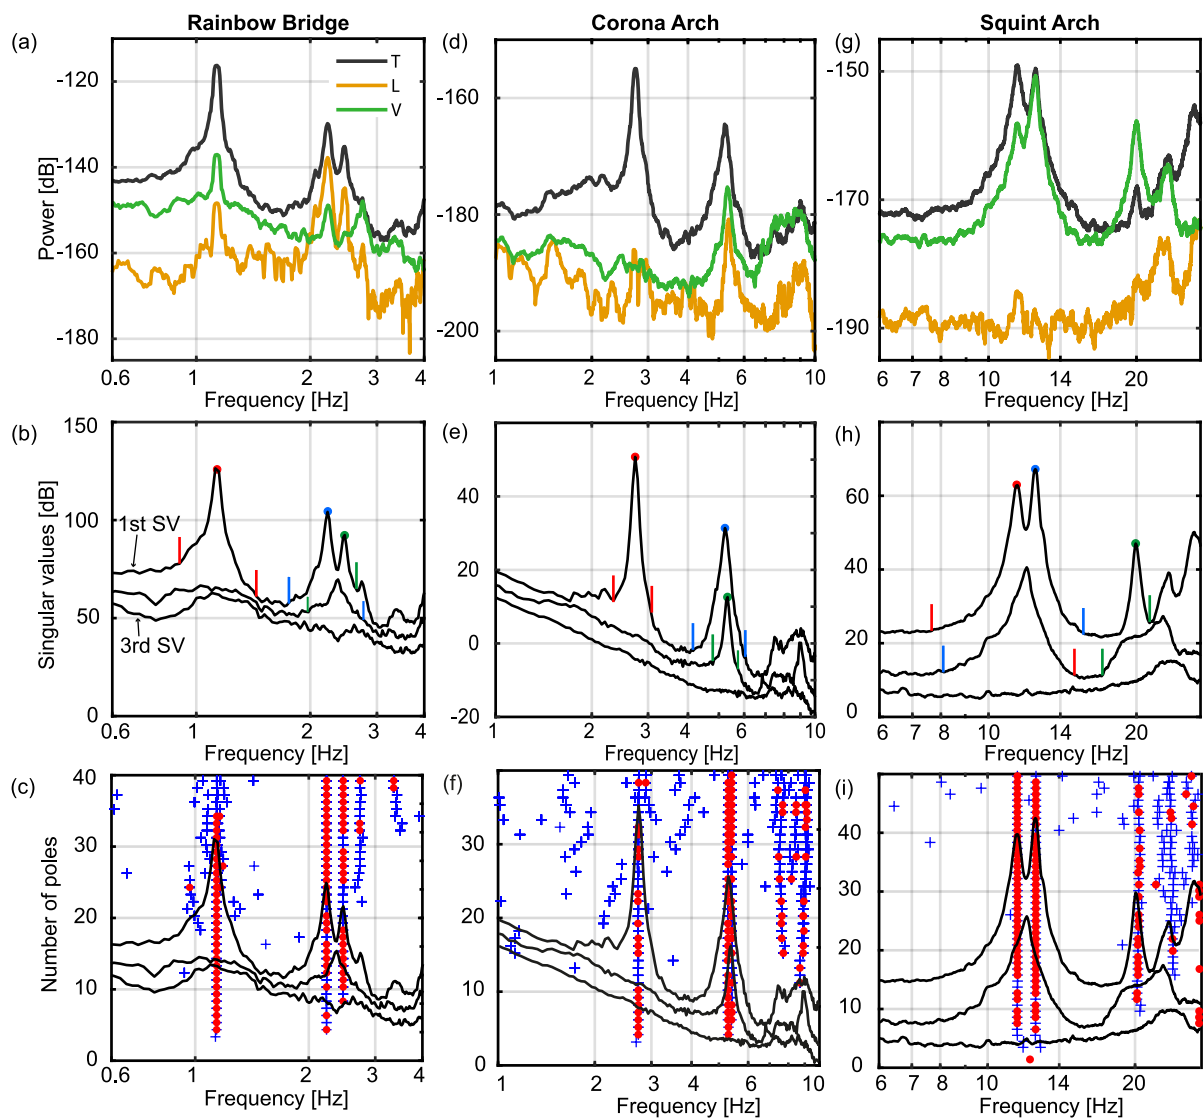 Rainbow Bridge
Corona Arch
Squint Arch
(a)
T
L
V
Power [dB]
-120
-140
-160
-180
0.6 1 2 3 4
Frequency [Hz]
(d)
-160
-180
-200
1 2 3 4 6 10
Frequency [Hz]
(g)
-150
-170
-190
6 7 8 10 14 20
Frequency [Hz]
(b)
Singular values [dB]
150
100
50
0
1st SV
3rd SV
0.6 1 2 3 4
Frequency [Hz]
(e)
40
20
0
-20
1 2 3 4 6 10
Frequency [Hz]
(h)
60
40
20
0
6 7 8 10 14 20
Frequency [Hz]
(c)
Number of poles
40
30
20
10
0
0.6 1 2 3 4
Frequency [Hz]
(f)
30
20
10
0
1 2 3 4 6 10
Frequency [Hz]
(i)
50
40
30
20
10
0
6 7 8 10 14 20
Frequency [Hz]